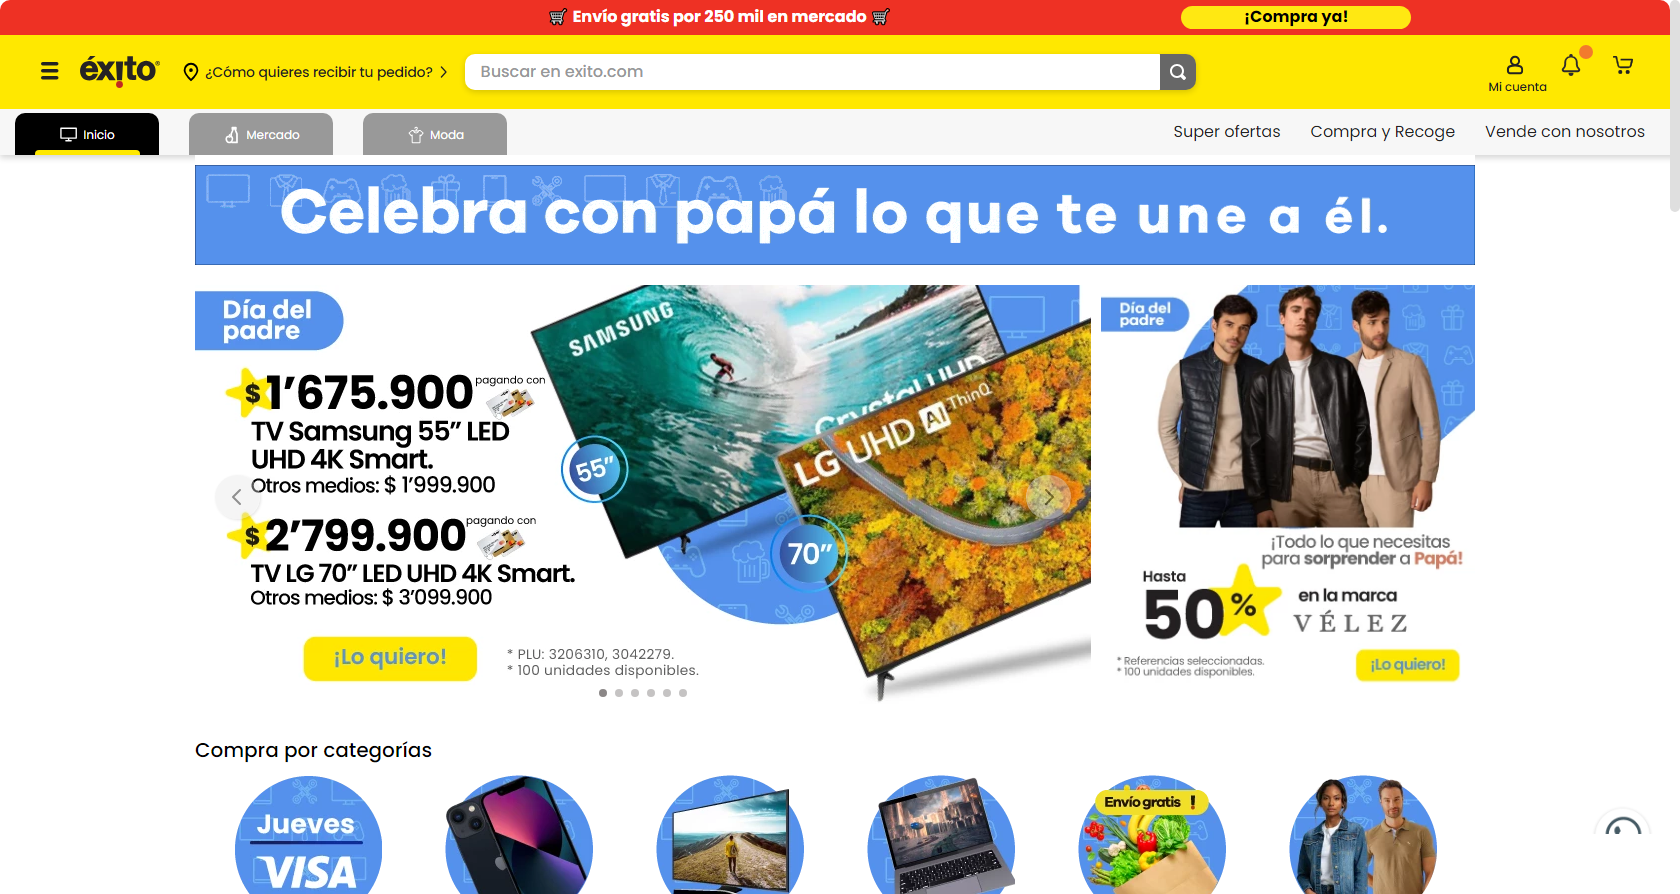 Envío gratis por 250 mil en mercado
¡Compra ya!
éxito
¿Cómo quieres recibir tu pedido?
Buscar en exito.com
Mi cuenta
Inicio
Mercado
Moda
Super ofertas
Compra y Recoge
Vende con nosotros
Celebra con papá lo que te une a él.
Día del
padre
$1'675.900
pagando con
TV Samsung 55” LED
UHD 4K Smart.
Otros medios: $ 1'999.900
$2'799.900
pagando con
TV LG 70” LED UHD 4K Smart.
Otros medios: $ 3'099.900
¡Lo quiero!
* PLU: 3206310, 3042279.
* 100 unidades disponibles.
SAMSUNG
Crystal UHD
LG UHD AI ThinQ
55”
70”
Día del
padre
¡Todo lo que necesitas
para sorprender a Papá!
Hasta
50%
en la marca
VÉLEZ
* Referencias seleccionadas.
* 100 unidades disponibles.
¡Lo quiero!
Compra por categorías
Jueves
VISA
Envío gratis !